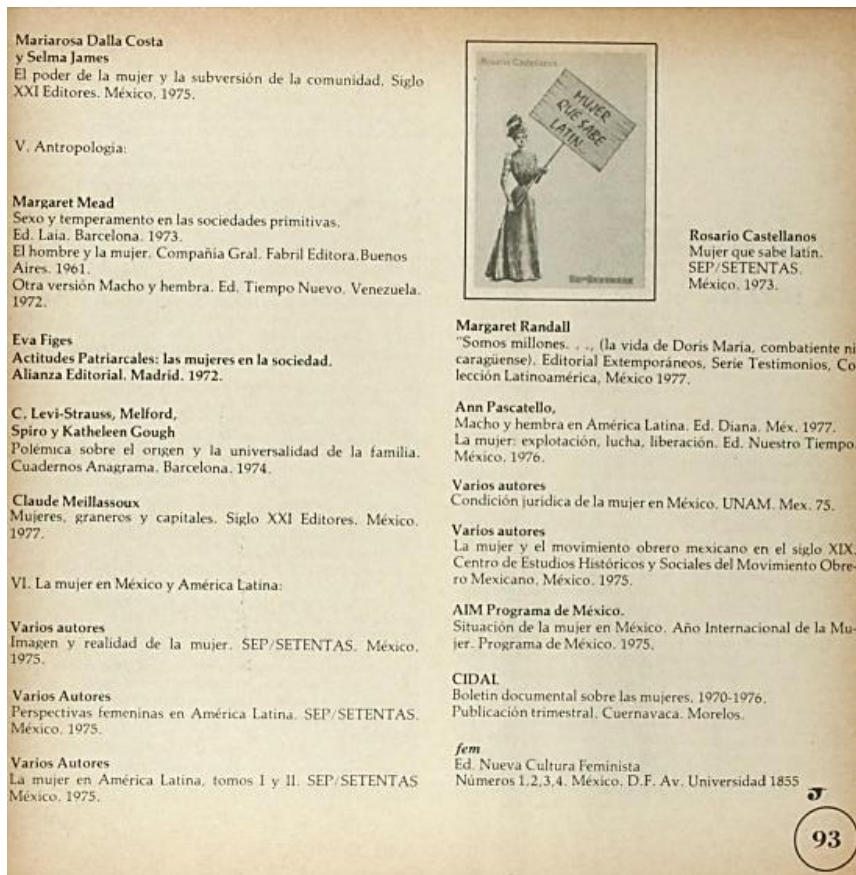 Mariarosa Dalla Costa
y Selma James
El poder de la mujer y la subversión de la comunidad. Siglo
XXI Editores. México, 1975.
V. Antropologia:
Margaret Mead
Sexo y temperamento en las sociedades primitivas.
Ed. Laia. Barcelona. 1973.
El hombre y la mujer. Compañia Gral. Fabril Editora.Buenos
Aires. 1961.
Otra versión Macho y hembra. Ed. Tiempo Nuevo. Venezuela.
1972.
Eva Figes
Actitudes Patriarcales: las mujeres en la sociedad.
Alianza Editorial. Madrid. 1972.
C. Levi-Strauss, Melford,
Spiro y Katheleen Gough
Polémica sobre el origen y la universalidad de la familia.
Cuadernos Anagrama. Barcelona. 1974.
Claude Meillassoux
Mujeres, graneros y capitales. Siglo XXI Editores. México.
1977.
VI. La mujer en México y América Latina:
Varios autores
Imagen y realidad de la mujer. SEP/SETENTAS. México.
1975.
Varios Autores
Perspectivas femeninas en América Latina. SEP/SETENTAS.
México. 1975.
Varios Autores
La mujer en América Latina, tomos I y II. SEP/SETENTAS
México. 1975.
Rosario Castellanos
MUJER
QUE SABE
LATIN...
Rosario Castellanos
Mujer que sabe latín.
SEP/SETENTAS.
México. 1973.
Margaret Randall
"Somos millones. . ., (la vida de Doris Maria, combatiente ni
caragüense). Editorial Extemporáneos, Serie Testimonios, Co
lección Latinoamérica, México 1977.
Ann Pascatello,
Macho y hembra en América Latina. Ed. Diana. Méx. 1977.
La mujer: explotación, lucha, liberación. Ed. Nuestro Tiempo.
México. 1976.
Varios autores
Condición juridica de la mujer en México. UNAM. Mex. 75.
Varios autores
La mujer y el movimiento obrero mexicano en el siglo XIX.
Centro de Estudios Históricos y Sociales del Movimiento Obre-
ro Mexicano, México. 1975.
AIM Programa de México.
Situación de la mujer en México. Año Internacional de la Mu-
jer. Programa de México. 1975.
CIDAL
Boletin documental sobre las mujeres. 1970-1976.
Publicación trimestral. Cuernavaca. Morelos.
fem
Ed. Nueva Cultura Feminista
Números 1,2,3,4. México, D.F. Av. Universidad 1855
93